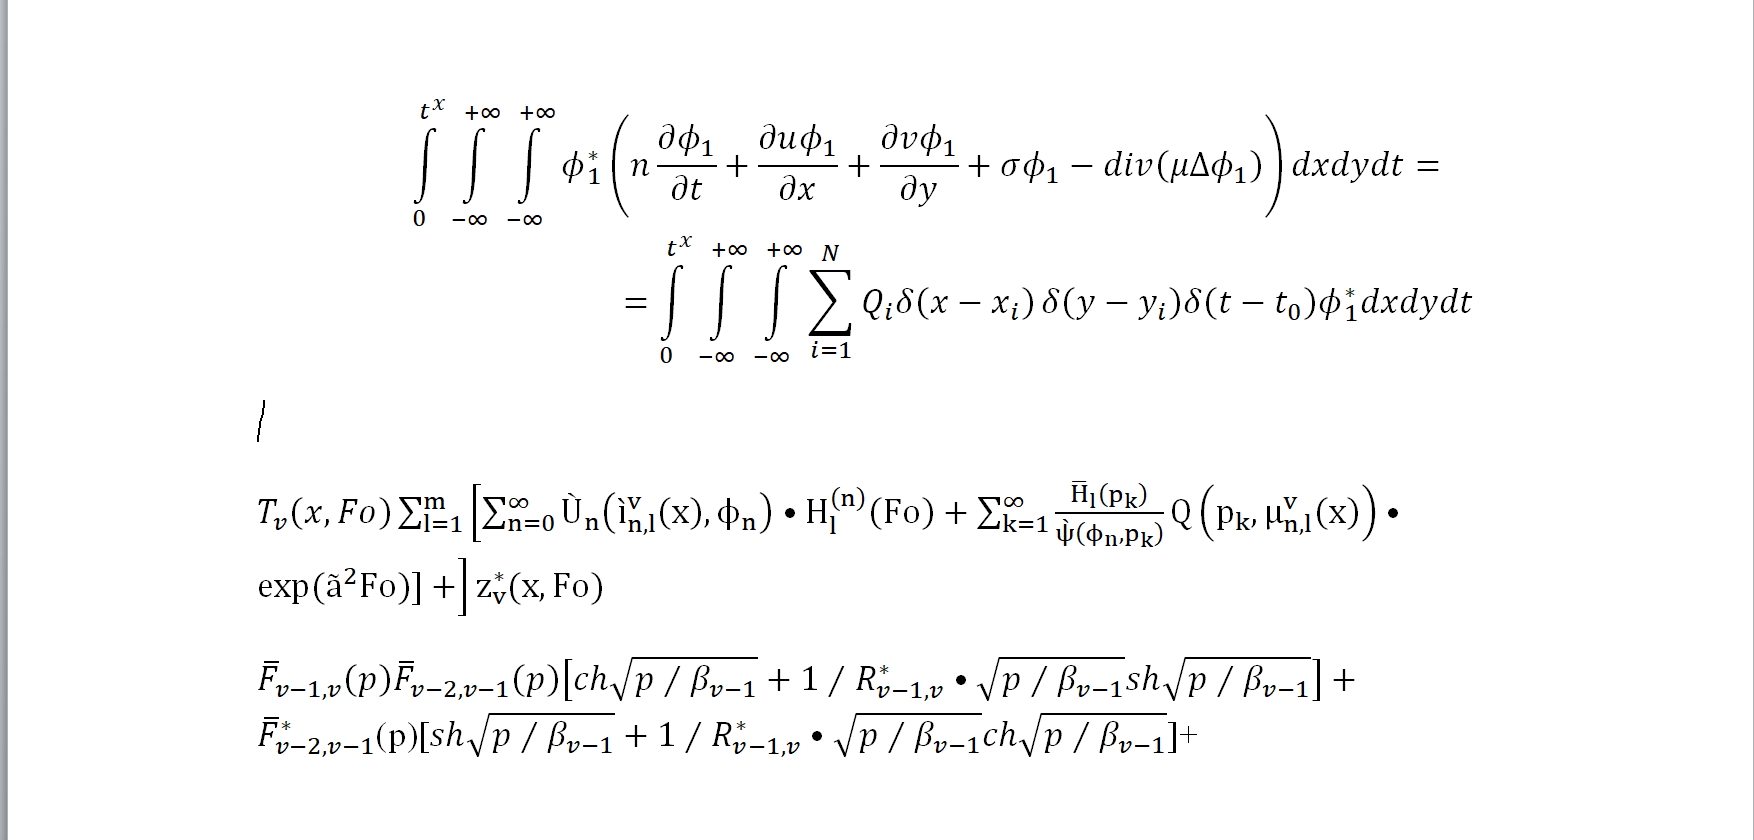 ∫₀^{t^x} ∫_{−∞}^{+∞} ∫_{−∞}^{+∞} ϕ₁^* (n ∂ϕ₁/∂t + ∂uϕ₁/∂x + ∂vϕ₁/∂y + σϕ₁ − div(μΔϕ₁)) dxdydt =
= ∫₀^{t^x} ∫_{−∞}^{+∞} ∫_{−∞}^{+∞} ∑_{i=1}^{N} Q_i δ(x − x_i) δ(y − y_i)δ(t − t₀)ϕ₁^* dxdydt
T_v(x, Fo) ∑_{l=1}^{m} [∑_{n=0}^{∞} Ù_n(ì_{n,l}^{v}(x), ϕ_n) • H_l^{(n)}(Fo) + ∑_{k=1}^{∞} H̅_l(p_k)/ψ̀(ϕ_n,p_k) Q (p_k, μ_{n,l}^{v}(x)) •
exp(ã²Fo)] +] z_v^*(x, Fo)
F̿_{v−1,v}(p)F̿_{v−2,v−1}(p)[ch√(p / β_{v−1}) + 1 / R_{v−1,v}^* • √(p / β_{v−1})sh√(p / β_{v−1})] +
F̿_{v−2,v−1}^*(p)[sh√(p / β_{v−1}) + 1 / R_{v−1,v}^* • √(p / β_{v−1})ch√(p / β_{v−1})]+